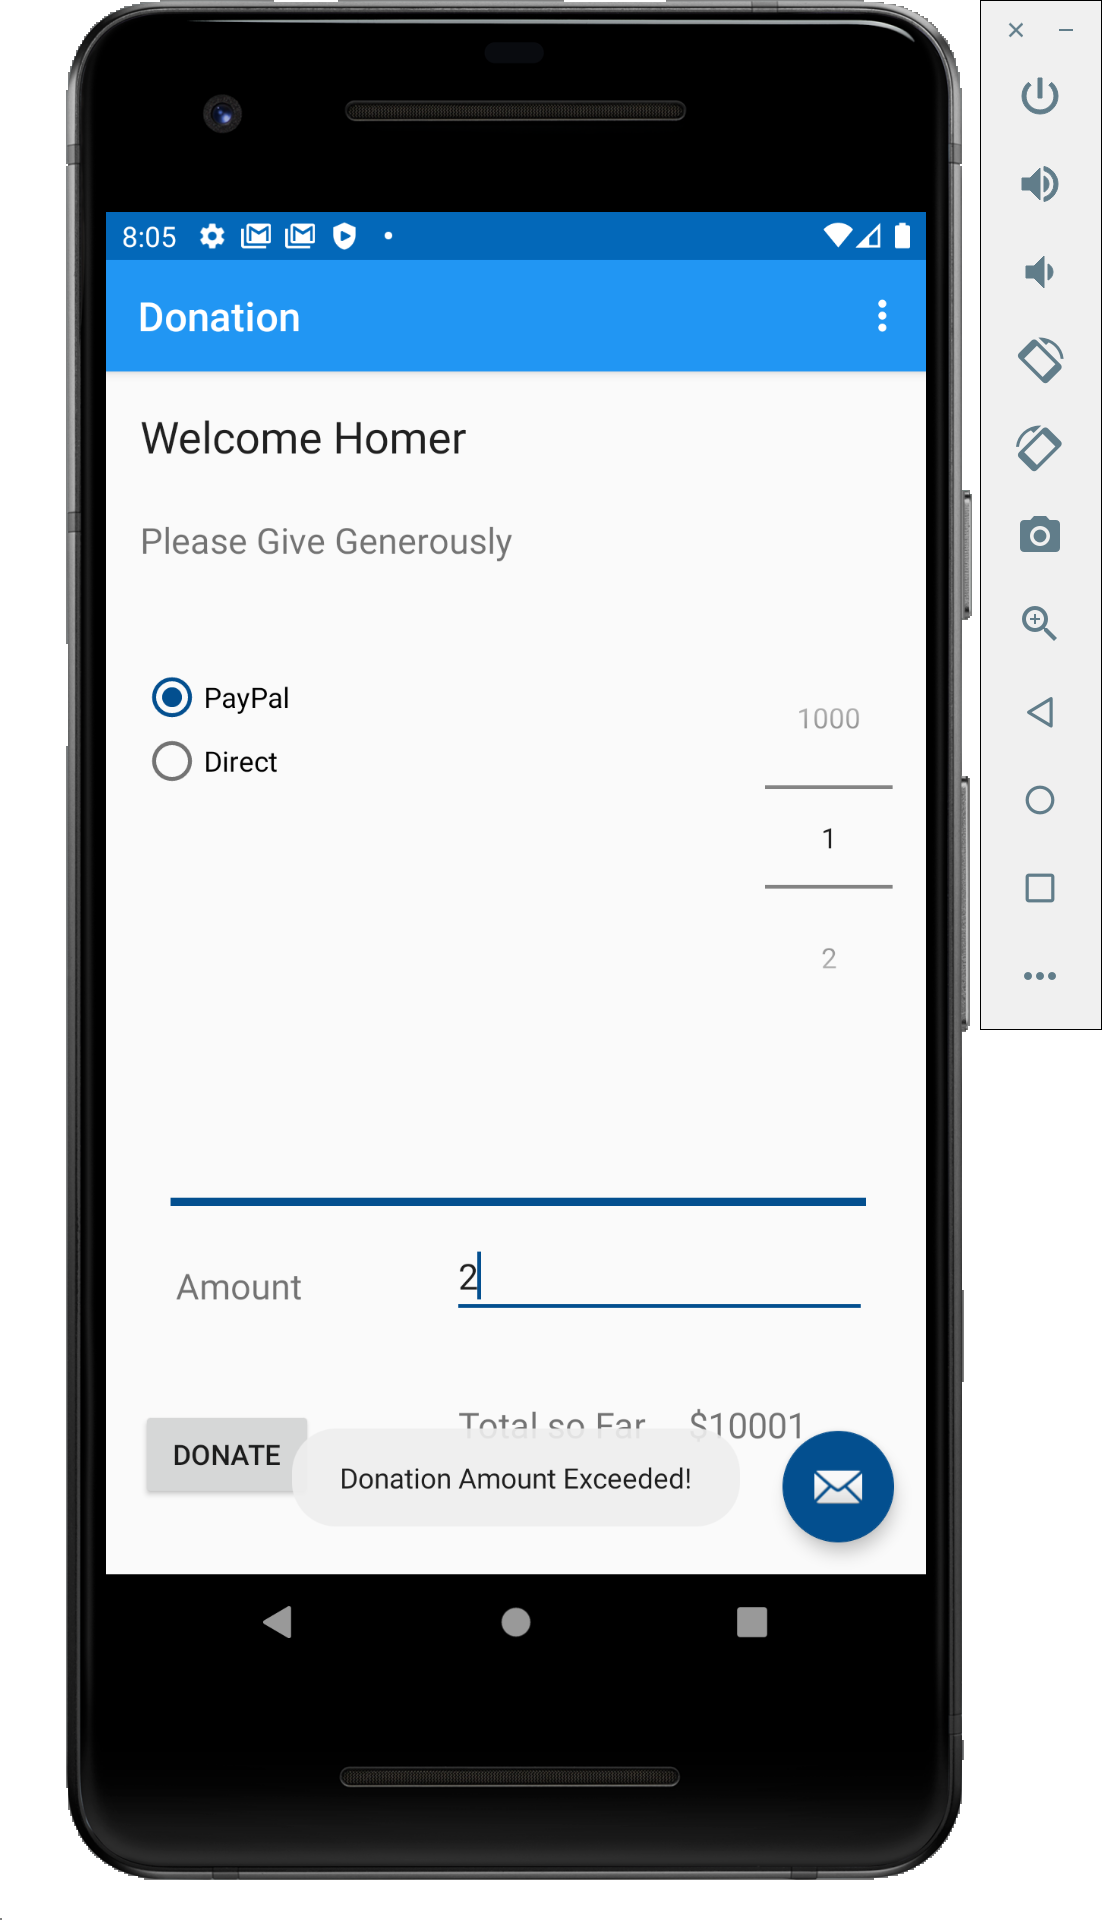 8:05
Donation
Welcome Homer
Please Give Generously
PayPal
Direct
1000
1
2
Amount
2
Total so Far $10001
DONATE
Donation Amount Exceeded!